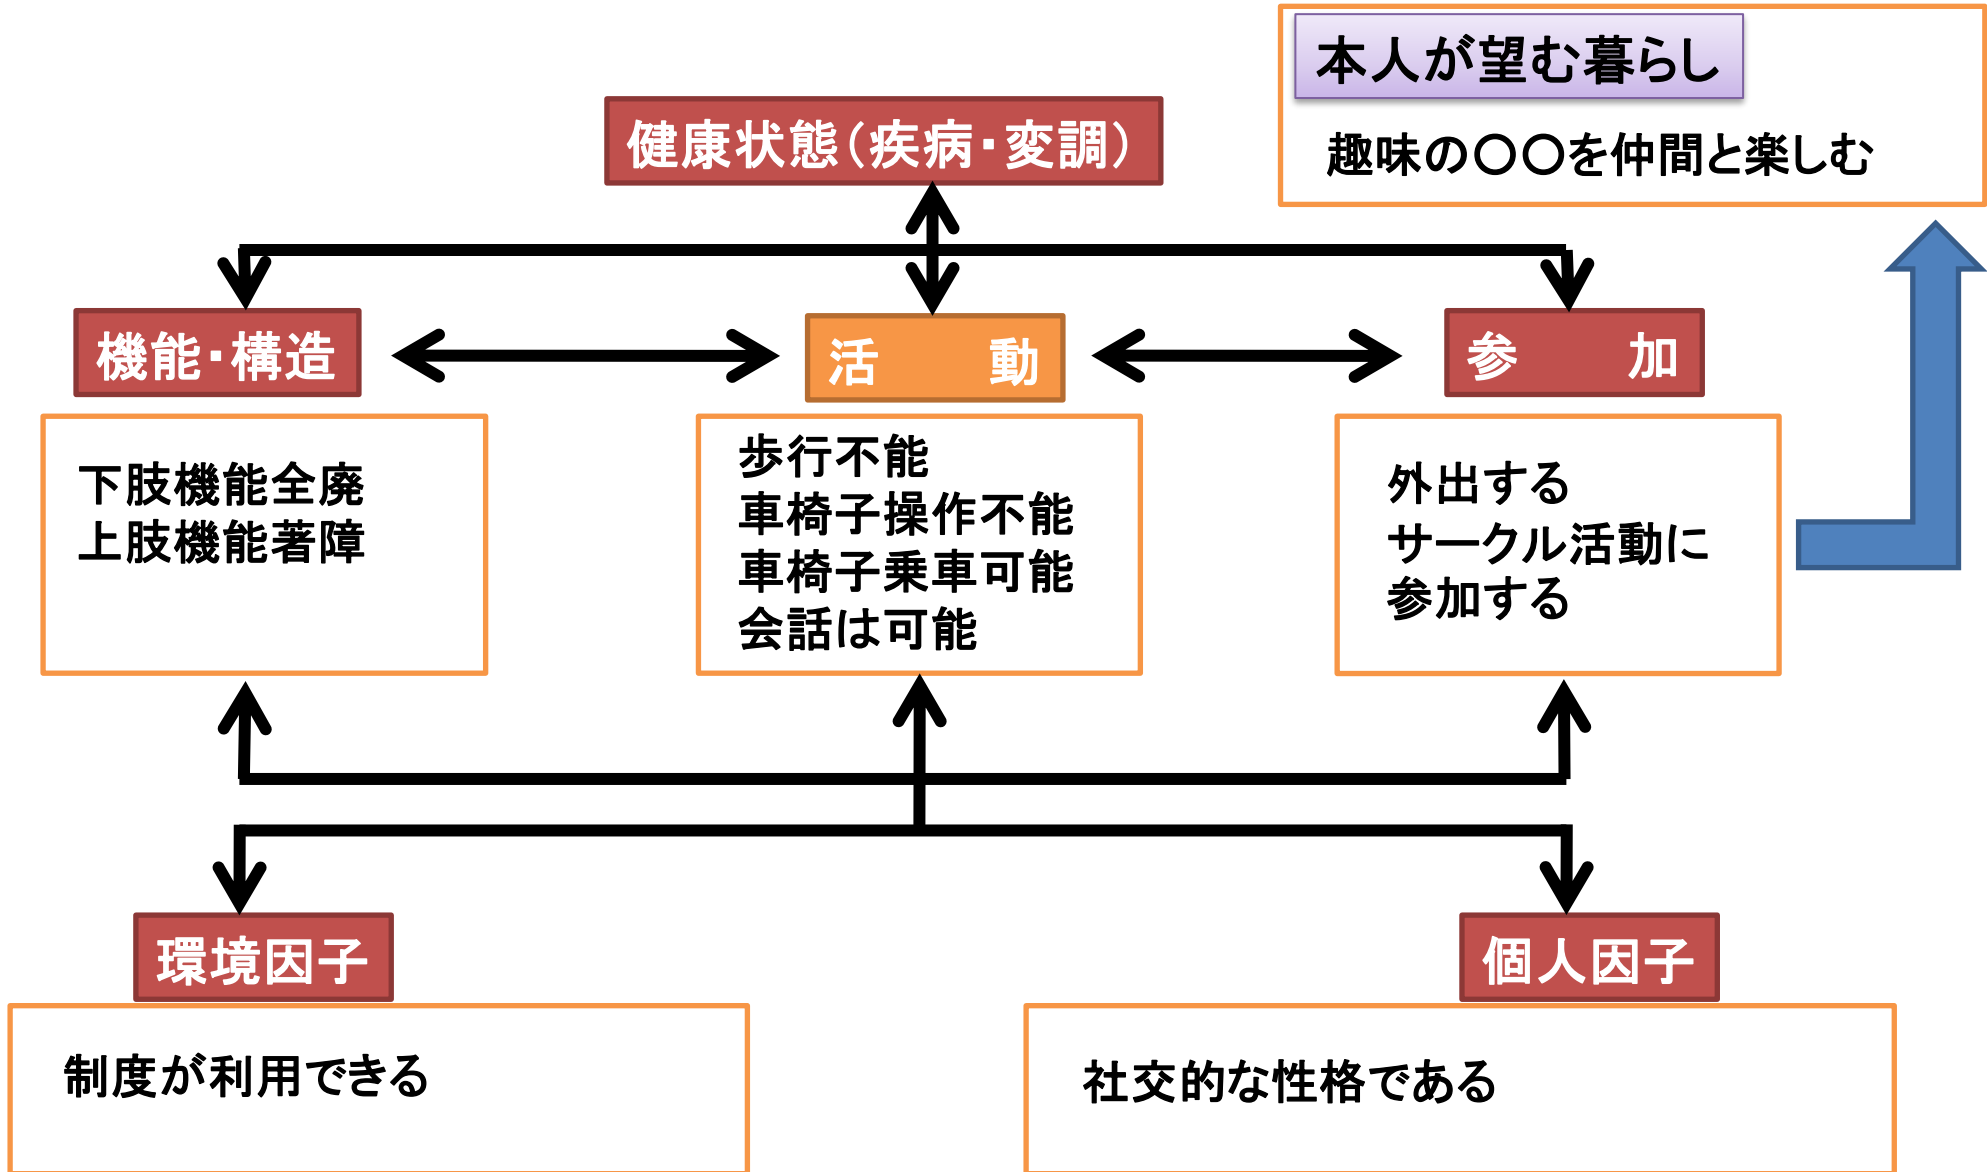 本人が望む暮らし
趣味の〇〇を仲間と楽しむ
健康状態（疾病・変調）
機能・構造
活　　動
参　　加
下肢機能全廃
上肢機能著障
歩行不能
車椅子操作不能
車椅子乗車可能
会話は可能
外出する
サークル活動に
参加する
環境因子
個人因子
制度が利用できる
社交的な性格である